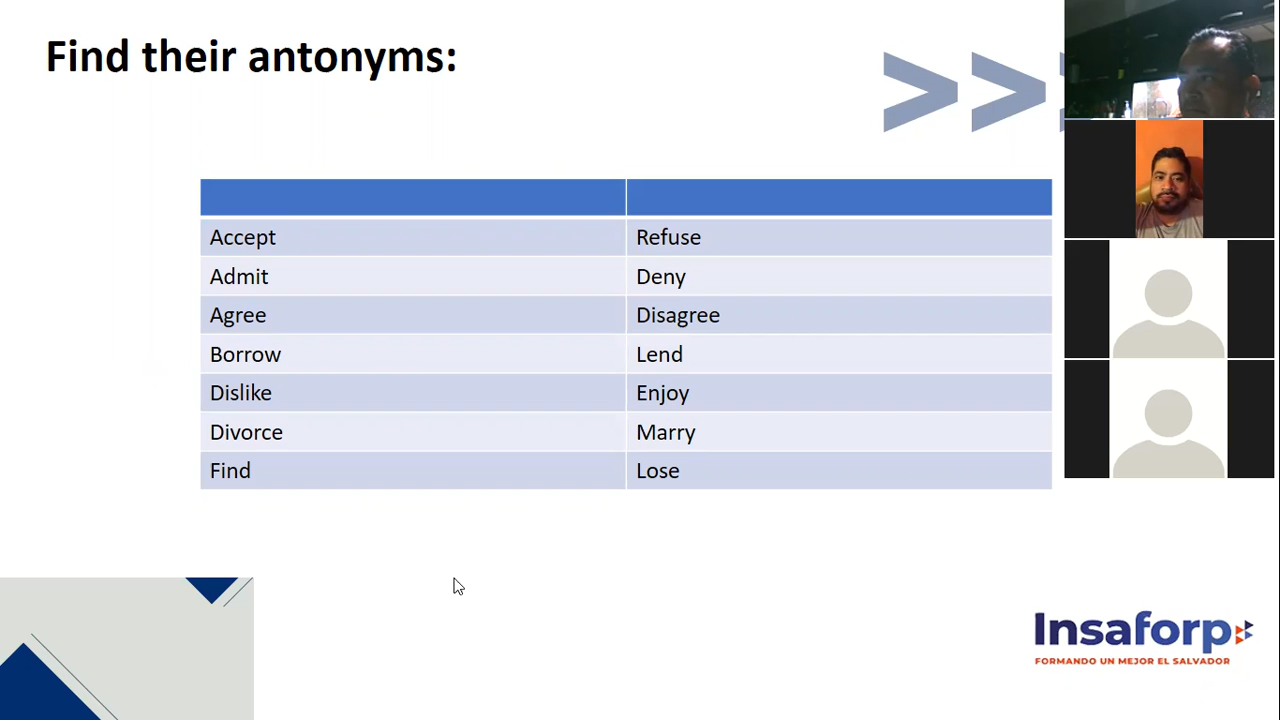 Find their antonyms:
>>
Accept Refuse
Admit Deny
Agree Disagree
Borrow Lend
Dislike Enjoy
Divorce Marry
Find Lose
Insaforp
FORMANDO UN MEJOR EL SALVADOR